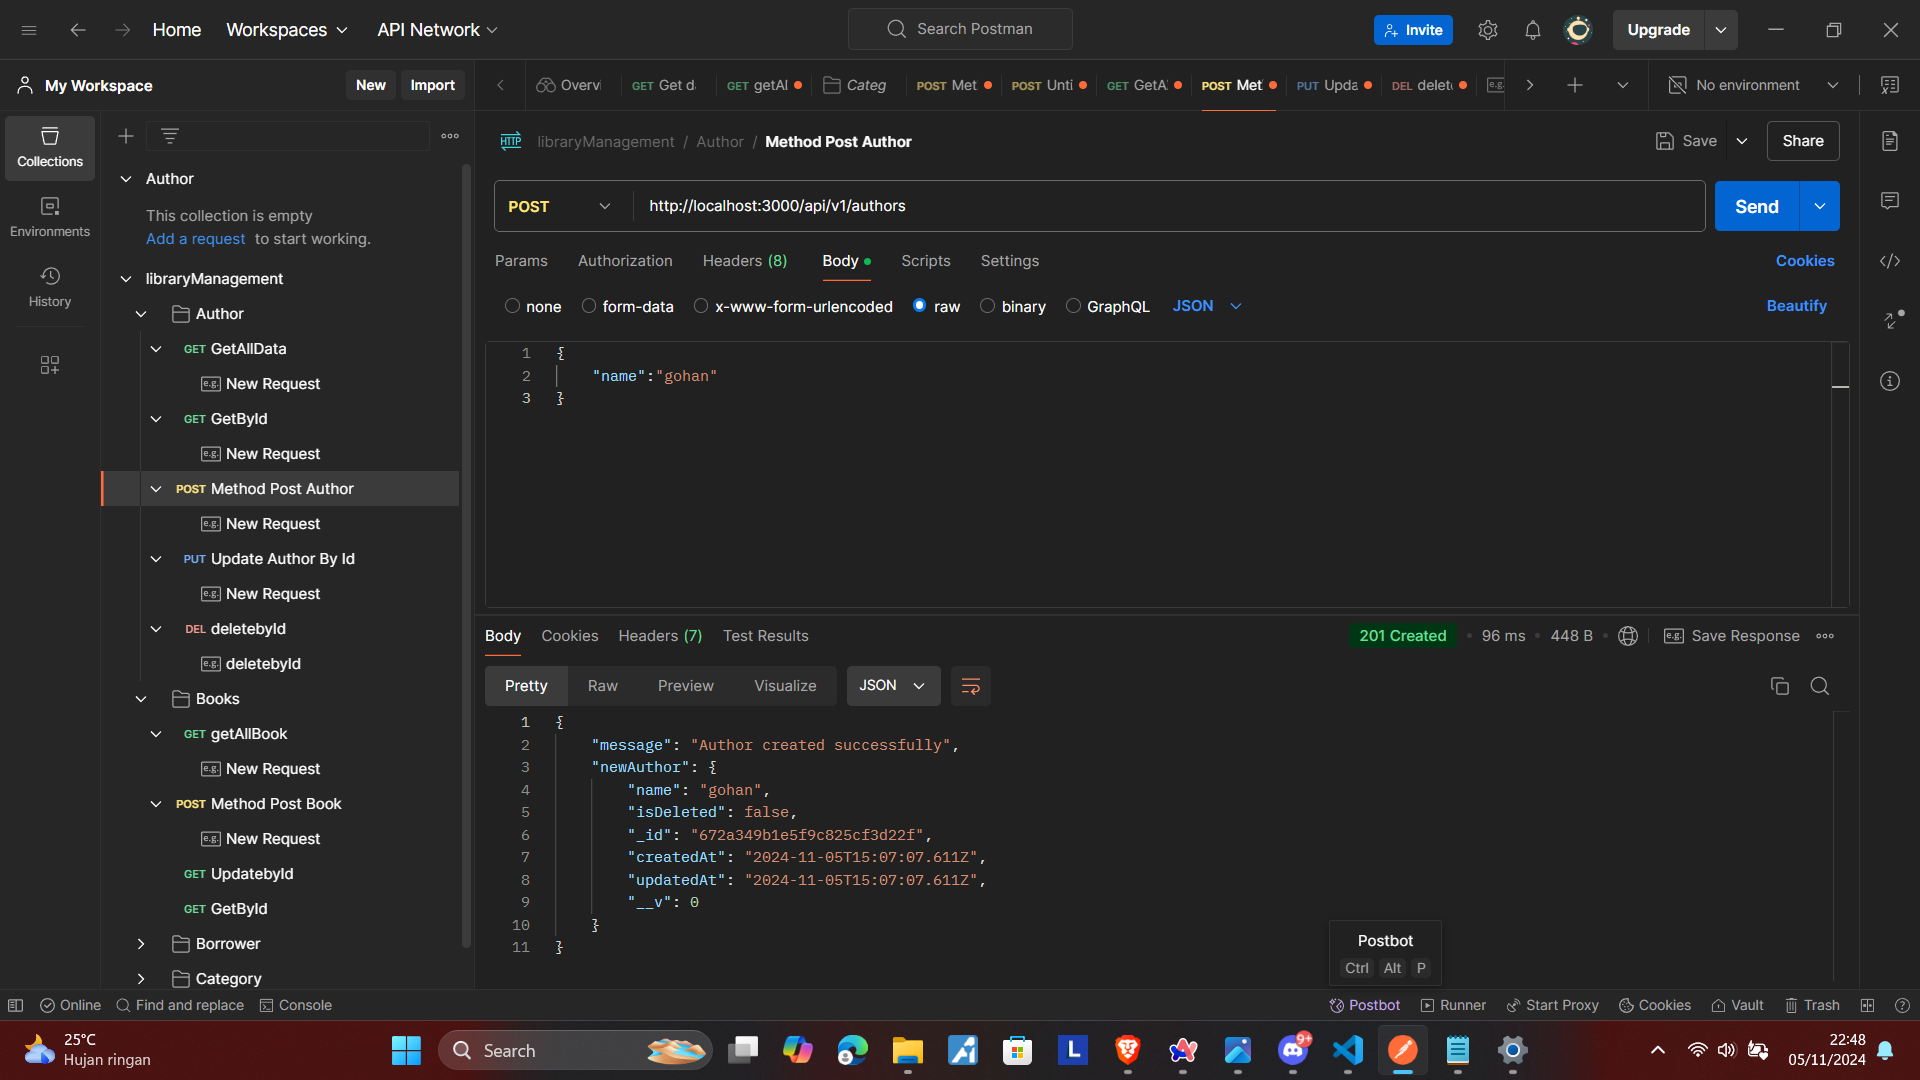 Home Workspaces API Network Search Postman Invite Upgrade
My Workspace New Import Overvi GET Get d GET getAl Categ POST Met POST Unti GET GetA POST Met PUT Upda DEL delet e.g. No environment
Collections
Environments
History
Author
This collection is empty
Add a request to start working.
libraryManagement
Author
GET GetAllData
e.g. New Request
GET GetById
e.g. New Request
POST Method Post Author
e.g. New Request
PUT Update Author By Id
e.g. New Request
DEL deletebyId
e.g. deletebyId
Books
GET getAllBook
e.g. New Request
POST Method Post Book
e.g. New Request
GET UpdatebyId
GET GetById
Borrower
Category
HTTP libraryManagement / Author / Method Post Author Save Share
POST http://localhost:3000/api/v1/authors Send
Params Authorization Headers (8) Body Scripts Settings Cookies
none form-data x-www-form-urlencoded raw binary GraphQL JSON Beautify
1 {
2 "name":"gohan"
3 }
Body Cookies Headers (7) Test Results 201 Created 96 ms 448 B e.g. Save Response
Pretty Raw Preview Visualize JSON
1 {
2 "message": "Author created successfully",
3 "newAuthor": {
4 "name": "gohan",
5 "isDeleted": false,
6 "_id": "672a349b1e5f9c825cf3d22f",
7 "createdAt": "2024-11-05T15:07:07.611Z",
8 "updatedAt": "2024-11-05T15:07:07.611Z",
9 "__v": 0
10 }
11 }
Postbot
Ctrl Alt P
Online Find and replace Console Postbot Runner Start Proxy Cookies Vault Trash
25°C
Hujan ringan
Search
L
9+
22:48
05/11/2024